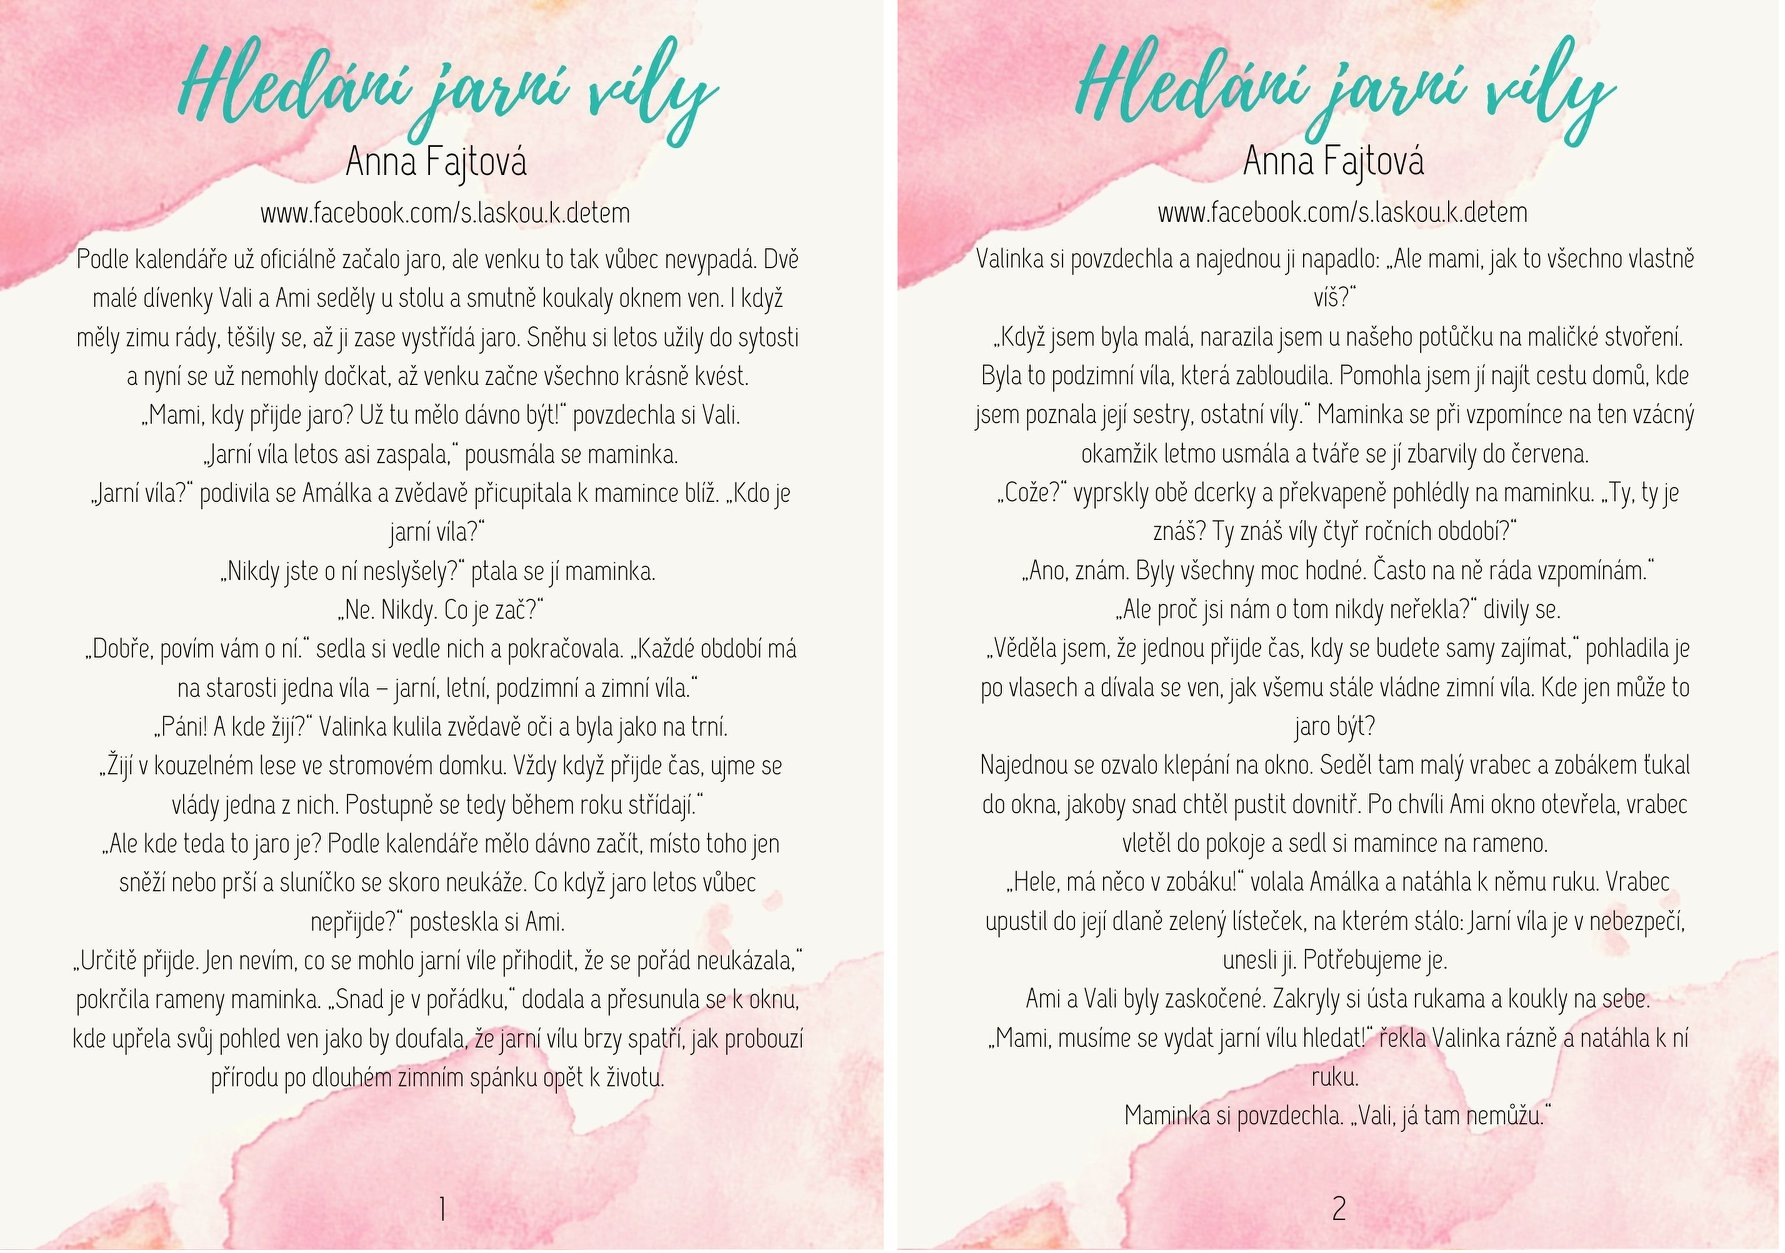 Hledání jarní víly
Anna Fajtová
www.facebook.com/s.laskou.k.detem
Podle kalendáře už oficiálně začalo jaro, ale venku to tak vůbec nevypadá. Dvě
malé dívenky Vali a Ami seděly u stolu a smutně koukaly oknem ven. I když
měly zimu rády, těšily se, až ji zase vystřídá jaro. Sněhu si letos užily do sytosti
a nyní se už nemohly dočkat, až venku začne všechno krásně kvést.
„Mami, kdy přijde jaro? Už tu mělo dávno být!“ povzdechla si Vali.
„Jarní víla letos asi zaspala,“ pousmála se maminka.
„Jarní víla?“ podivila se Amálka a zvědavě přicupitala k mamince blíž. „Kdo je
jarní víla?“
„Nikdy jste o ní neslyšely?“ ptala se jí maminka.
„Ne. Nikdy. Co je zač?“
„Dobře, povím vám o ní.“ sedla si vedle nich a pokračovala. „Každé období má
na starosti jedna víla – jarní, letní, podzimní a zimní víla.“
„Páni! A kde žijí?“ Valinka kulila zvědavě oči a byla jako na trní.
„Žijí v kouzelném lese ve stromovém domku. Vždy když přijde čas, ujme se
vlády jedna z nich. Postupně se tedy během roku střídají.“
„Ale kde teda to jaro je? Podle kalendáře mělo dávno začít, místo toho jen
sněží nebo prší a sluníčko se skoro neukáže. Co když jaro letos vůbec
nepřijde?“ posteskla si Ami.
„Určitě přijde. Jen nevím, co se mohlo jarní víle přihodit, že se pořád neukázala,“
pokrčila rameny maminka. „Snad je v pořádku,“ dodala a přesunula se k oknu,
kde upřela svůj pohled ven jako by doufala, že jarní vílu brzy spatří, jak probouzí
přírodu po dlouhém zimním spánku opět k životu.
1
Hledání jarní víly
Anna Fajtová
www.facebook.com/s.laskou.k.detem
Valinka si povzdechla a najednou ji napadlo: „Ale mami, jak to všechno vlastně
víš?“
„Když jsem byla malá, narazila jsem u našeho potůčku na maličké stvoření.
Byla to podzimní víla, která zabloudila. Pomohla jsem jí najít cestu domů, kde
jsem poznala její sestry, ostatní víly.“ Maminka se při vzpomínce na ten vzácný
okamžik letmo usmála a tváře se jí zbarvily do červena.
„Cože?“ vyprskly obě dcerky a překvapeně pohlédly na maminku. „Ty, ty je
znáš? Ty znáš víly čtyř ročních období?“
„Ano, znám. Byly všechny moc hodné. Často na ně ráda vzpomínám.“
„Ale proč jsi nám o tom nikdy neřekla?“ divily se.
„Věděla jsem, že jednou přijde čas, kdy se budete samy zajímat,“ pohladila je
po vlasech a dívala se ven, jak všemu stále vládne zimní víla. Kde jen může to
jaro být?
Najednou se ozvalo klepání na okno. Seděl tam malý vrabec a zobákem ťukal
do okna, jakoby snad chtěl pustit dovnitř. Po chvíli Ami okno otevřela, vrabec
vletěl do pokoje a sedl si mamince na rameno.
„Hele, má něco v zobáku!“ volala Amálka a natáhla k němu ruku. Vrabec
upustil do její dlaně zelený lísteček, na kterém stálo: Jarní víla je v nebezpečí,
unesli ji. Potřebujeme je.
Ami a Vali byly zaskočené. Zakryly si ústa rukama a koukly na sebe.
„Mami, musíme se vydat jarní vílu hledat!“ řekla Valinka rázně a natáhla k ní
ruku.
Maminka si povzdechla. „Vali, já tam nemůžu.“
2